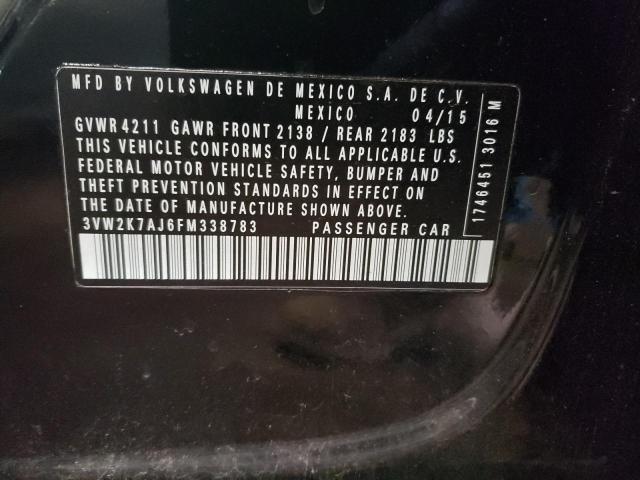 MFD BY VOLKSWAGEN DE MEXICO S.A. DE C.V.
MEXICO 04/15
GVWR 4211 GAWR FRONT 2138 / REAR 2183 LBS
THIS VEHICLE CONFORMS TO ALL APPLICABLE U.S.
FEDERAL MOTOR VEHICLE SAFETY, BUMPER AND
THEFT PREVENTION STANDARDS IN EFFECT ON
DATE OF MANUFACTURE SHOWN ABOVE.
3VW2K7AJ6FM338783 PASSENGER CAR
1746451 3016 M